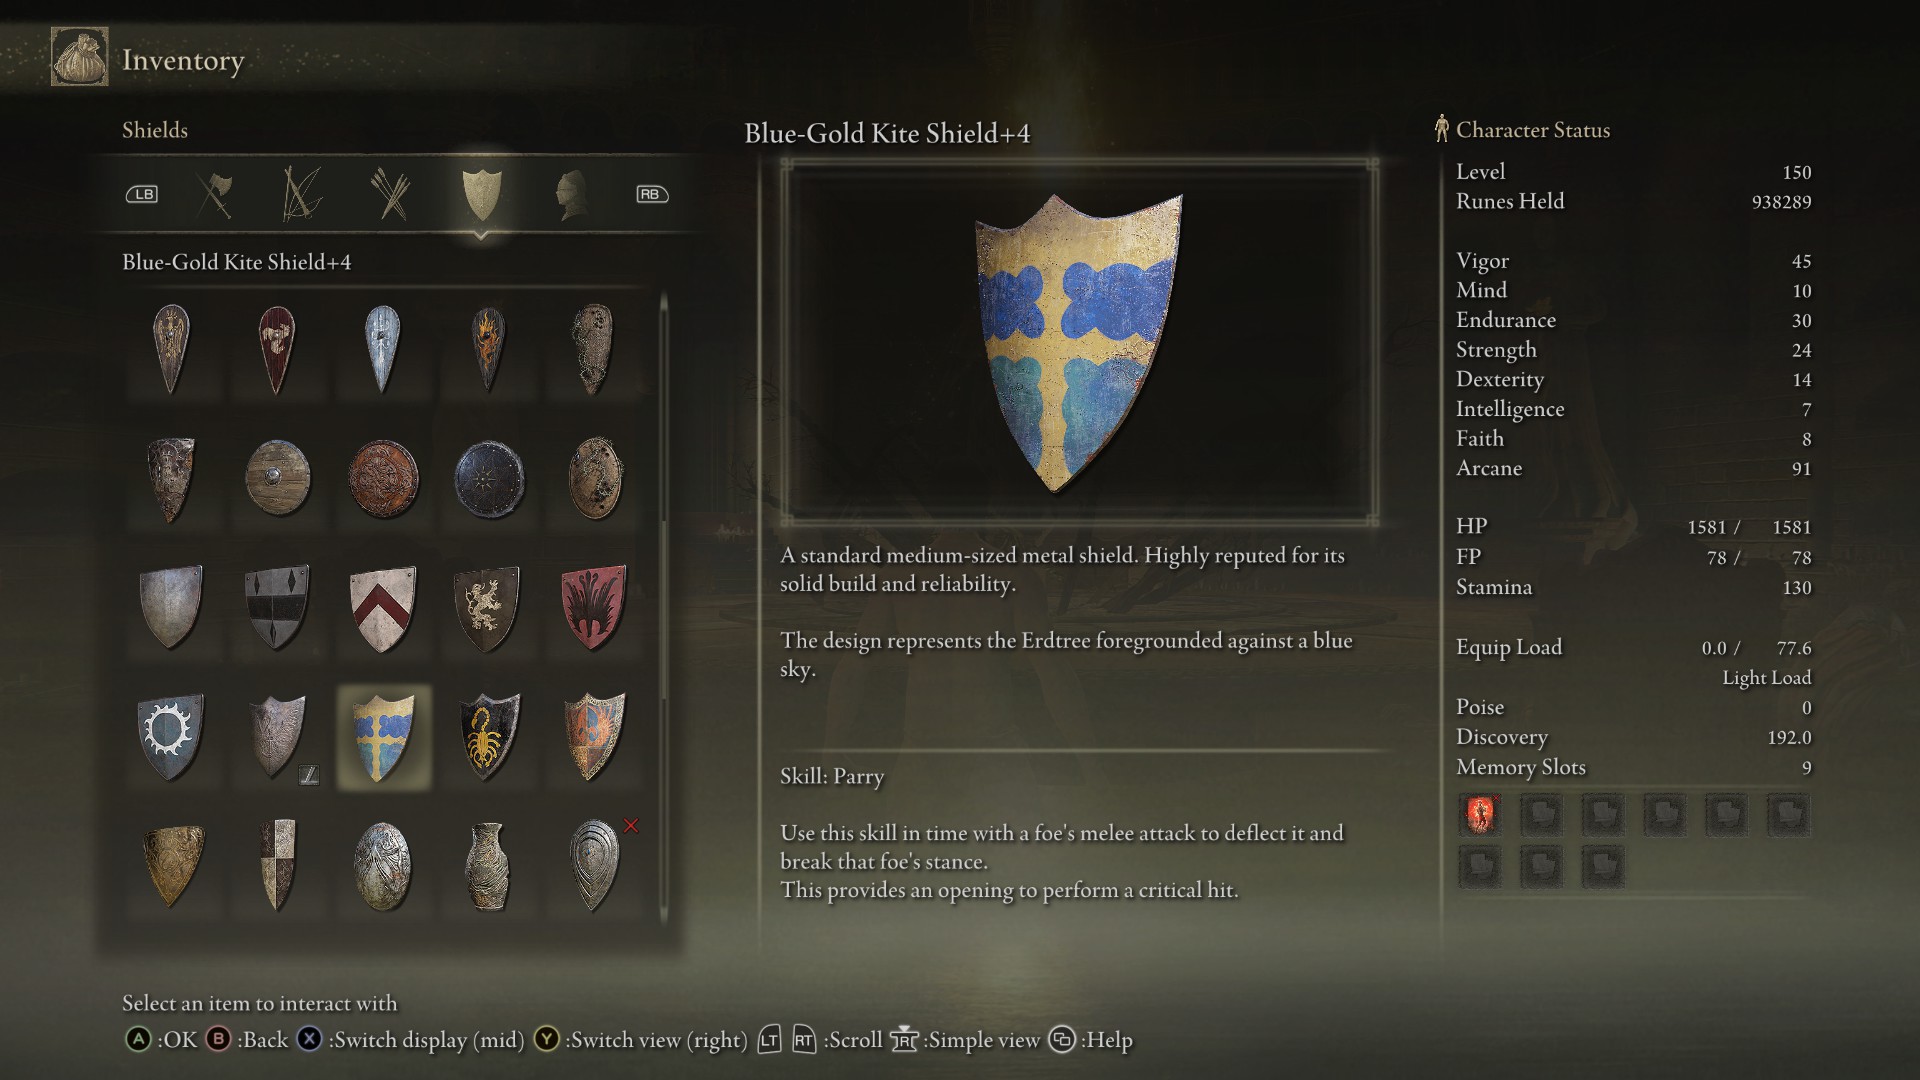 Inventory
Shields
LB
RB
Blue-Gold Kite Shield+4
Blue-Gold Kite Shield+4
A standard medium-sized metal shield. Highly reputed for its
solid build and reliability.
The design represents the Erdtree foregrounded against a blue
sky.
Skill: Parry
Use this skill in time with a foe's melee attack to deflect it and
break that foe's stance.
This provides an opening to perform a critical hit.
Character Status
Level 150
Runes Held 938289
Vigor 45
Mind 10
Endurance 30
Strength 24
Dexterity 14
Intelligence 7
Faith 8
Arcane 91
HP 1581 / 1581
FP 78 / 78
Stamina 130
Equip Load 0.0 / 77.6
Light Load
Poise 0
Discovery 192.0
Memory Slots 9
Select an item to interact with
A :OK B :Back X :Switch display (mid) Y :Switch view (right) LT RT :Scroll R :Simple view :Help